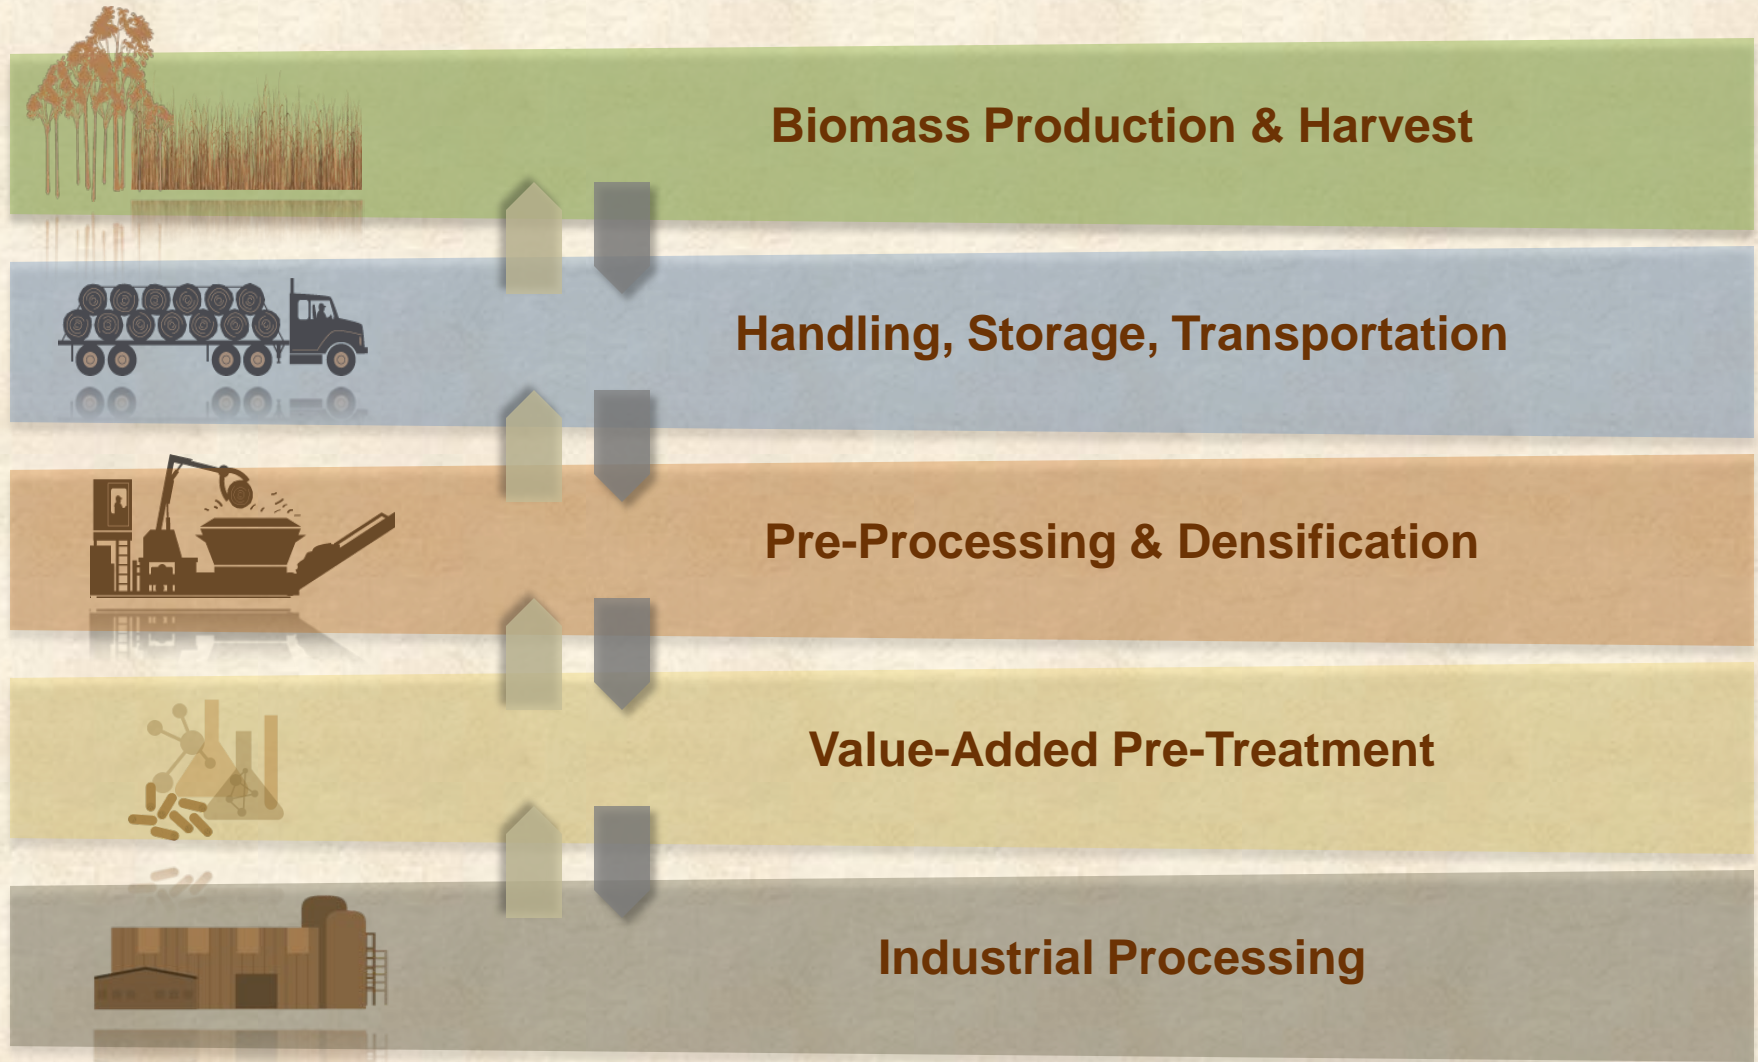 Biomass Production & Harvest
Handling, Storage, Transportation
Pre-Processing & Densification
Value-Added Pre-Treatment
Industrial Processing